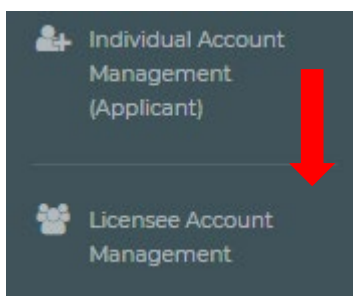 Individual Account
Management
(Applicant)
Licensee Account
Management